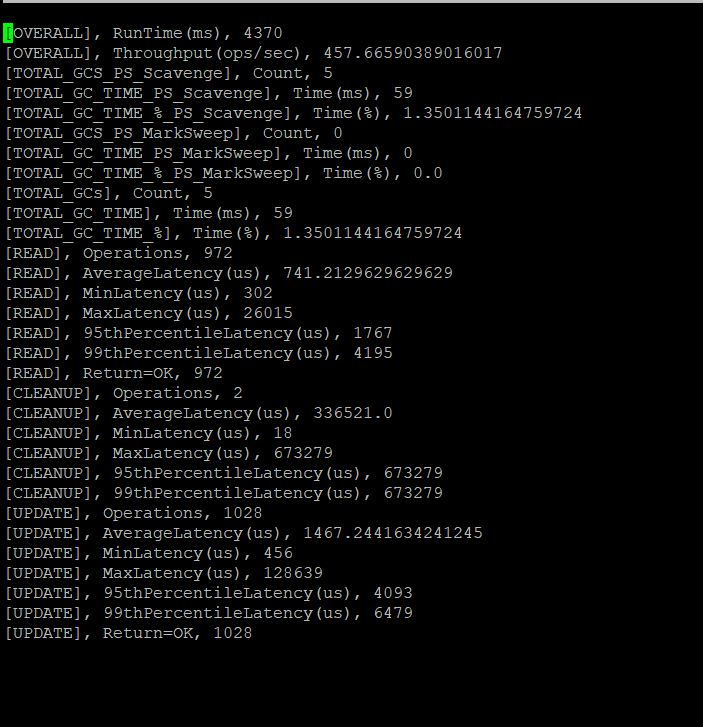 [OVERALL], RunTime(ms), 4370
[OVERALL], Throughput(ops/sec), 457.66590389016017
[TOTAL_GCS_PS_Scavenge], Count, 5
[TOTAL_GC_TIME_PS_Scavenge], Time(ms), 59
[TOTAL_GC_TIME_%_PS_Scavenge], Time(%), 1.3501144164759724
[TOTAL_GCS_PS_MarkSweep], Count, 0
[TOTAL_GC_TIME_PS_MarkSweep], Time(ms), 0
[TOTAL_GC_TIME_%_PS_MarkSweep], Time(%), 0.0
[TOTAL_GCs], Count, 5
[TOTAL_GC_TIME], Time(ms), 59
[TOTAL_GC_TIME_%], Time(%), 1.3501144164759724
[READ], Operations, 972
[READ], AverageLatency(us), 741.2129629629629
[READ], MinLatency(us), 302
[READ], MaxLatency(us), 26015
[READ], 95thPercentileLatency(us), 1767
[READ], 99thPercentileLatency(us), 4195
[READ], Return=OK, 972
[CLEANUP], Operations, 2
[CLEANUP], AverageLatency(us), 336521.0
[CLEANUP], MinLatency(us), 18
[CLEANUP], MaxLatency(us), 673279
[CLEANUP], 95thPercentileLatency(us), 673279
[CLEANUP], 99thPercentileLatency(us), 673279
[UPDATE], Operations, 1028
[UPDATE], AverageLatency(us), 1467.2441634241245
[UPDATE], MinLatency(us), 456
[UPDATE], MaxLatency(us), 128639
[UPDATE], 95thPercentileLatency(us), 4093
[UPDATE], 99thPercentileLatency(us), 6479
[UPDATE], Return=OK, 1028